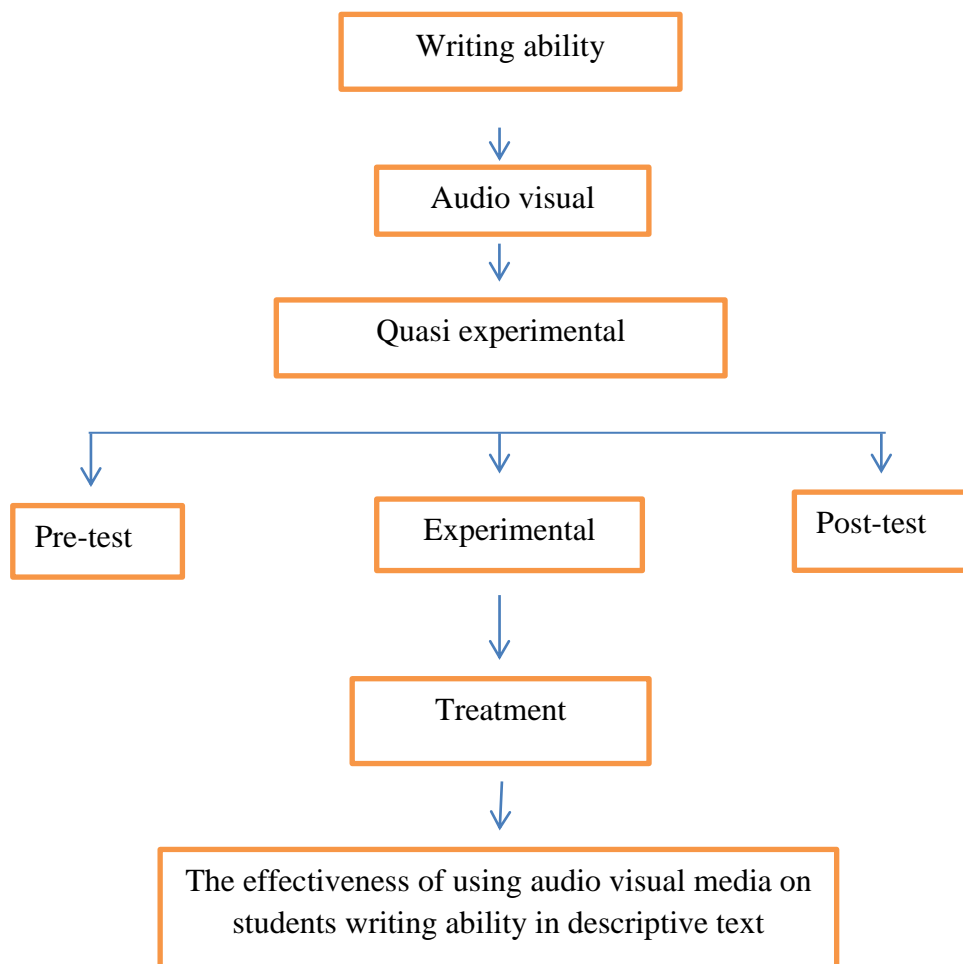 Writing ability
Audio visual
Quasi experimental
Pre-test
Experimental
Post-test
Treatment
The effectiveness of using audio visual media on
students writing ability in descriptive text